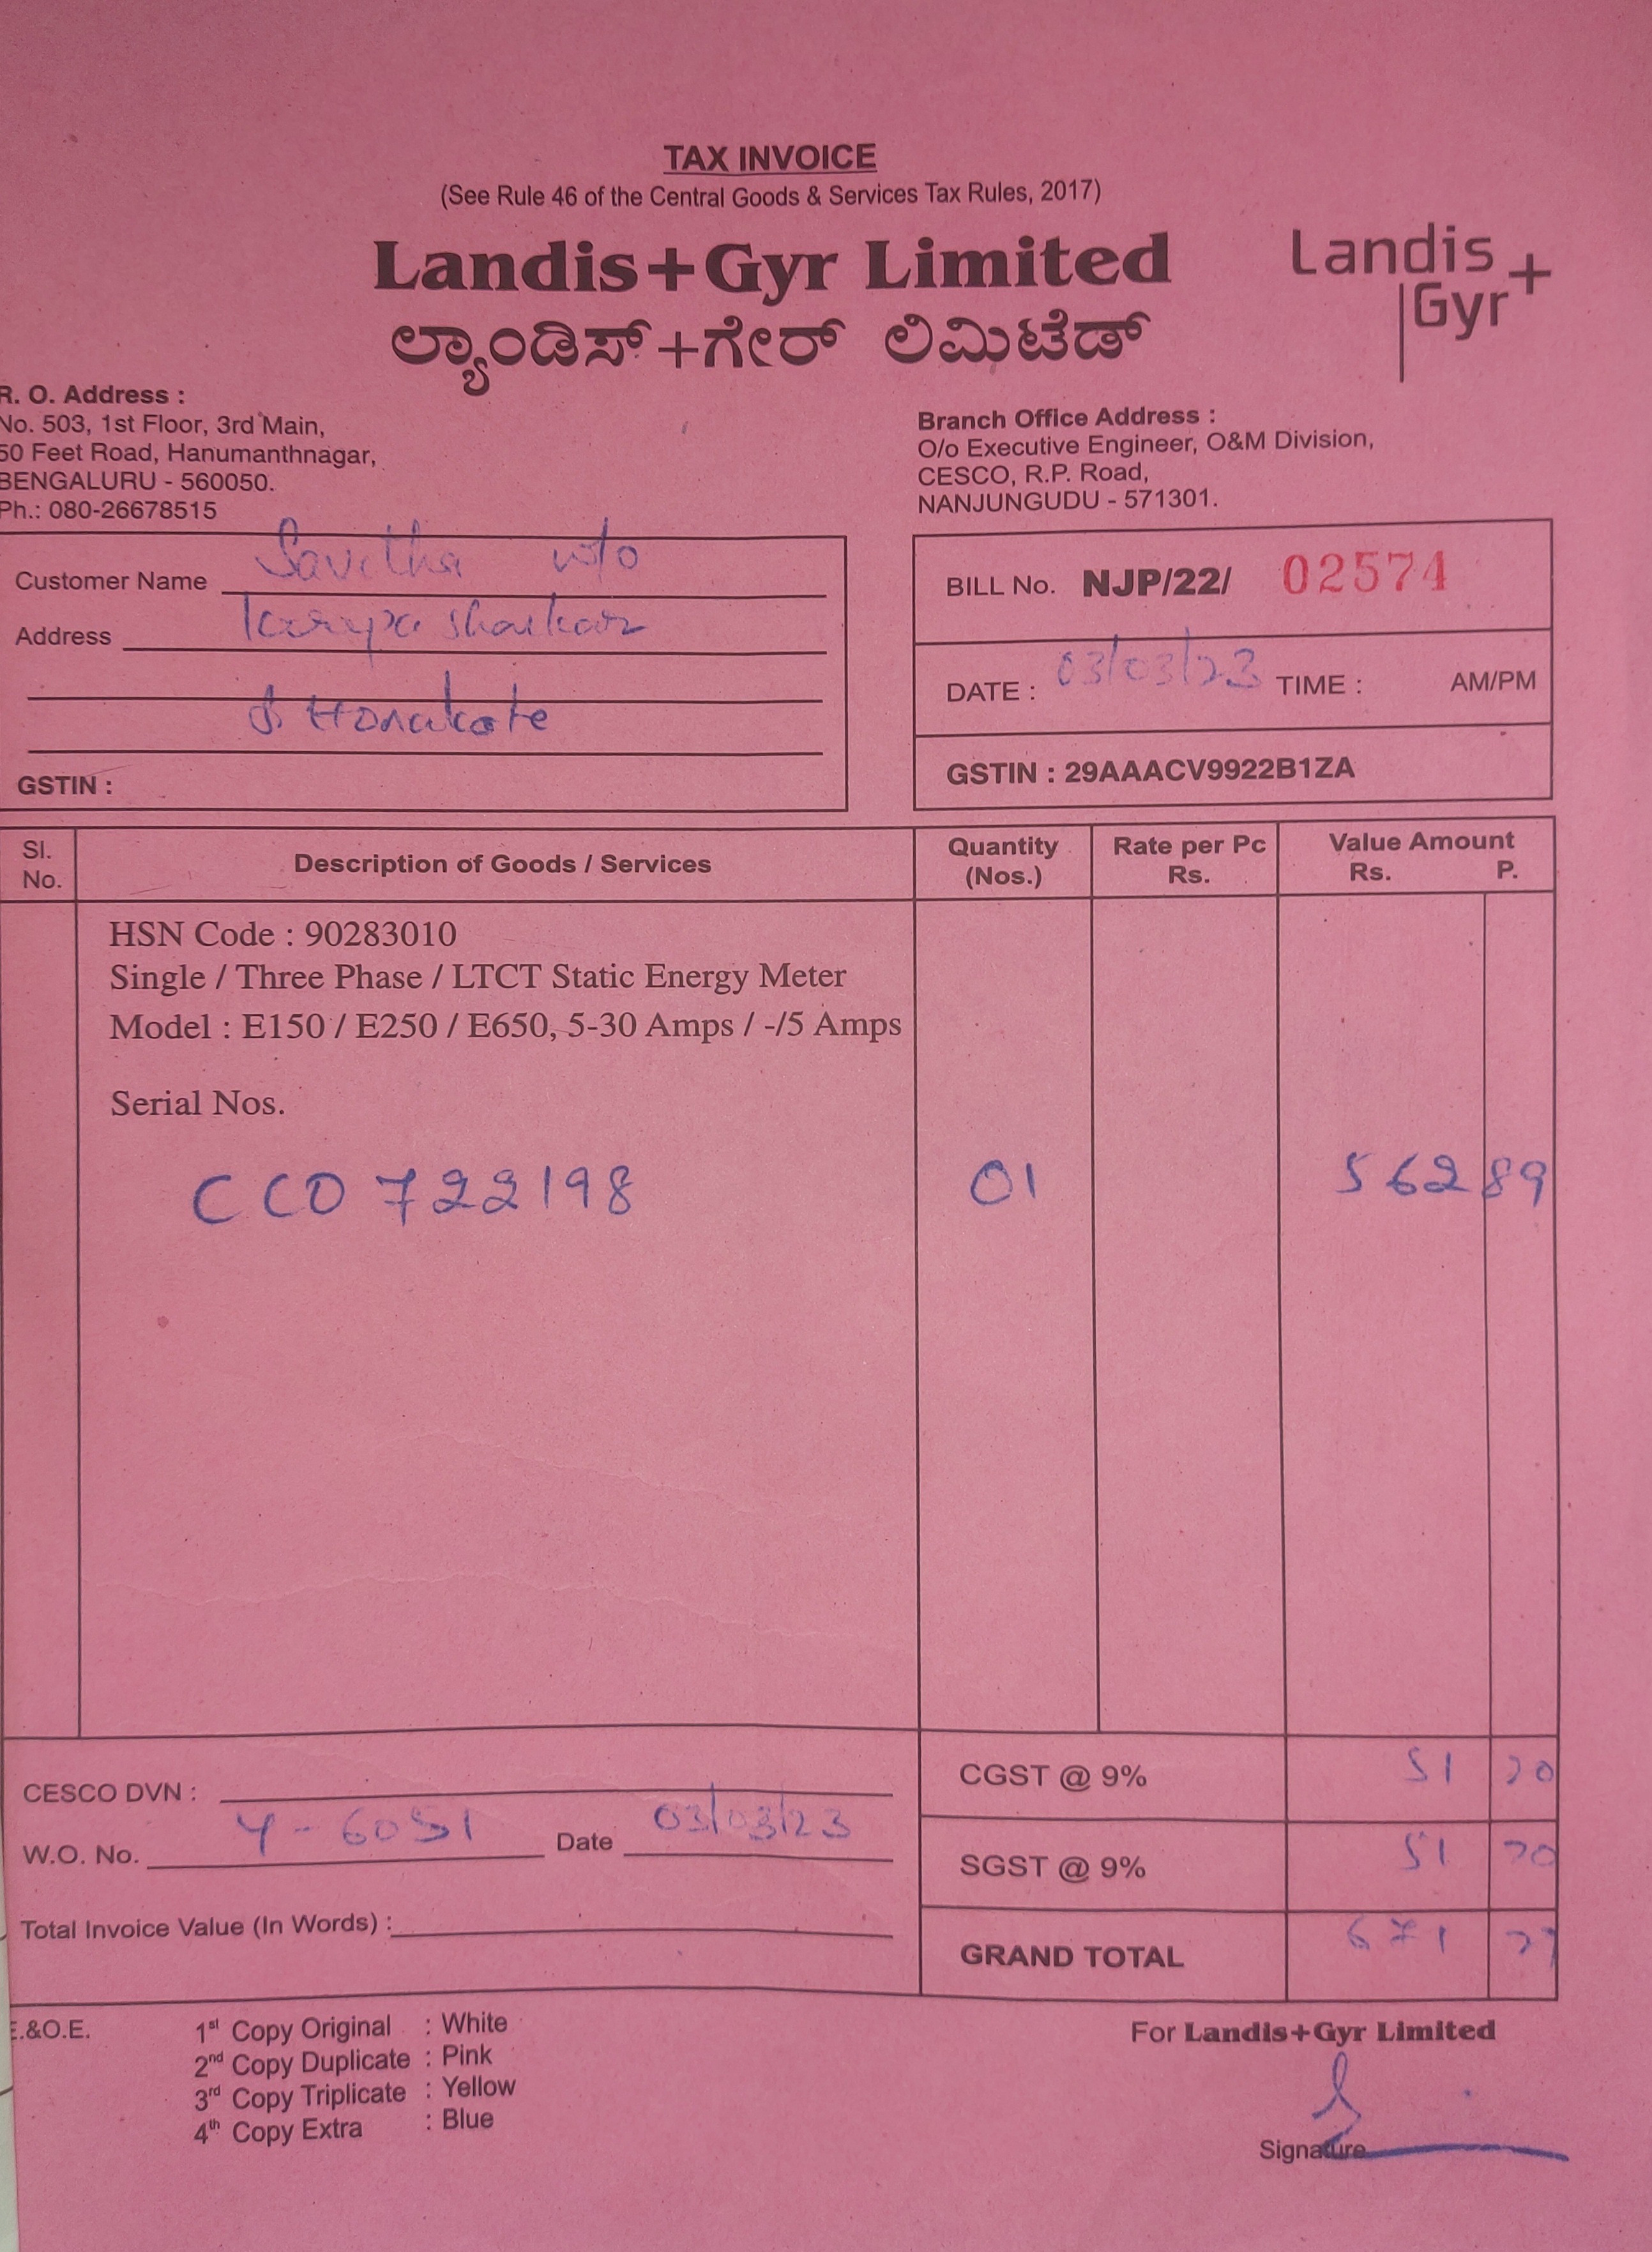 TAX INVOICE
(See Rule 46 of the Central Goods & Services Tax Rules, 2017)
Landis+Gyr Limited
ಲ್ಯಾಂಡಿಸ್+ಗೇರ್ ಲಿಮಿಟೆಡ್
Landis
Gyr+
R. O. Address :
No. 503, 1st Floor, 3rd Main,
50 Feet Road, Hanumanthnagar,
BENGALURU - 560050.
Ph.: 080-26678515
Branch Office Address :
O/o Executive Engineer, O&M Division,
CESCO, R.P. Road,
NANJUNGUDU - 571301.
Customer Name Savitha w/o
Address
GSTIN :
BILL No. NJP/22/ 02574
DATE : 03/03/23 TIME : AM/PM
GSTIN : 29AAACV9922B1ZA
Sl. No. Description of Goods / Services Quantity (Nos.) Rate per Pc Rs. Value Amount Rs. P.
HSN Code : 90283010
Single / Three Phase / LTCT Static Energy Meter
Model : E150 / E250 / E650, 5-30 Amps / -/5 Amps
Serial Nos.
CC0722198 01 562 89
CESCO DVN :
W.O. No. Y-6051 Date 03/03/23
Total Invoice Value (In Words) :
CGST @ 9% 51
SGST @ 9% 51
GRAND TOTAL 671
E.&O.E.
1st Copy Original : White
2nd Copy Duplicate : Pink
3rd Copy Triplicate : Yellow
4th Copy Extra : Blue
For Landis+Gyr Limited
Signature